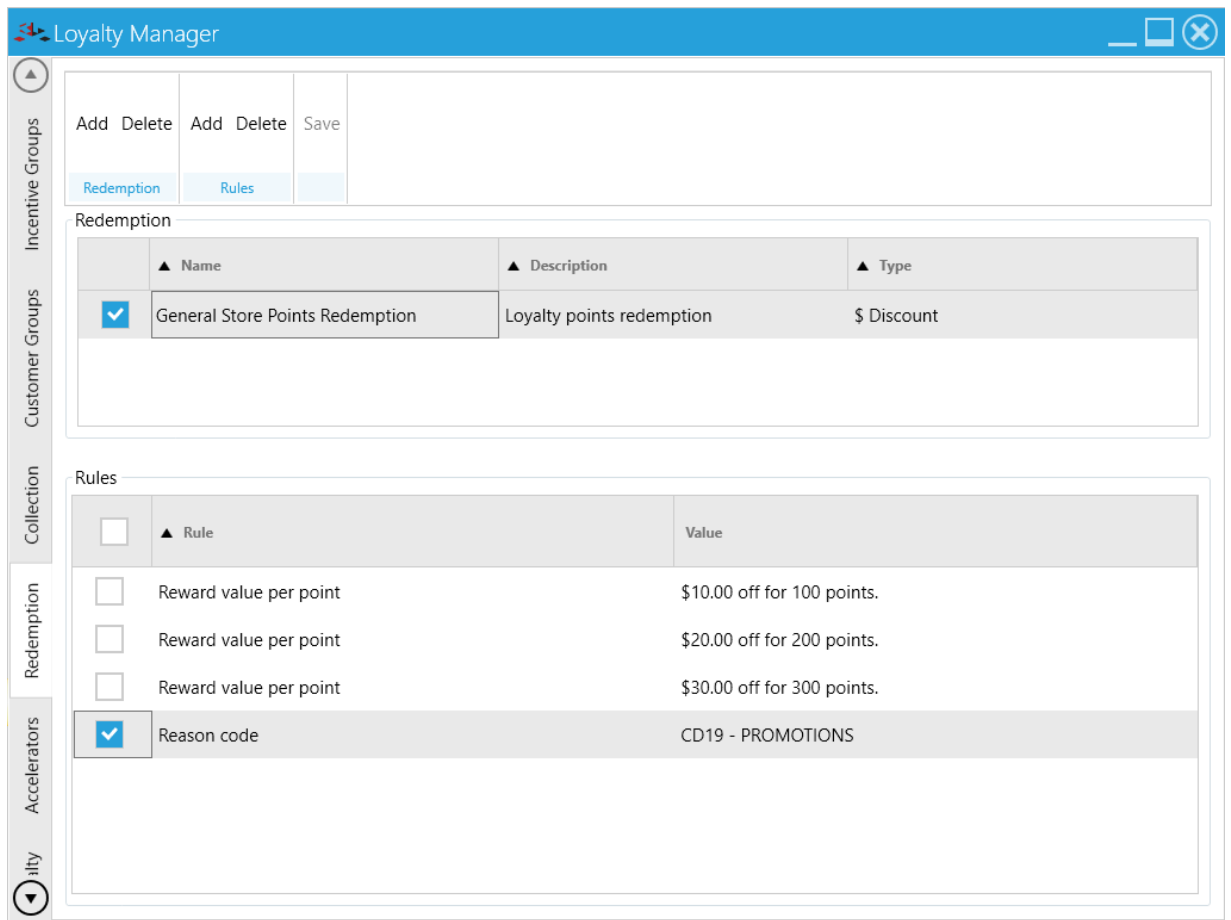 Loyalty Manager
Incentive Groups
Customer Groups
Collection
Redemption
Accelerators
alty
Add Delete Add Delete Save
Redemption Rules
Redemption
Name Description Type
General Store Points Redemption Loyalty points redemption $ Discount
Rules
Rule Value
Reward value per point $10.00 off for 100 points.
Reward value per point $20.00 off for 200 points.
Reward value per point $30.00 off for 300 points.
Reason code CD19 - PROMOTIONS